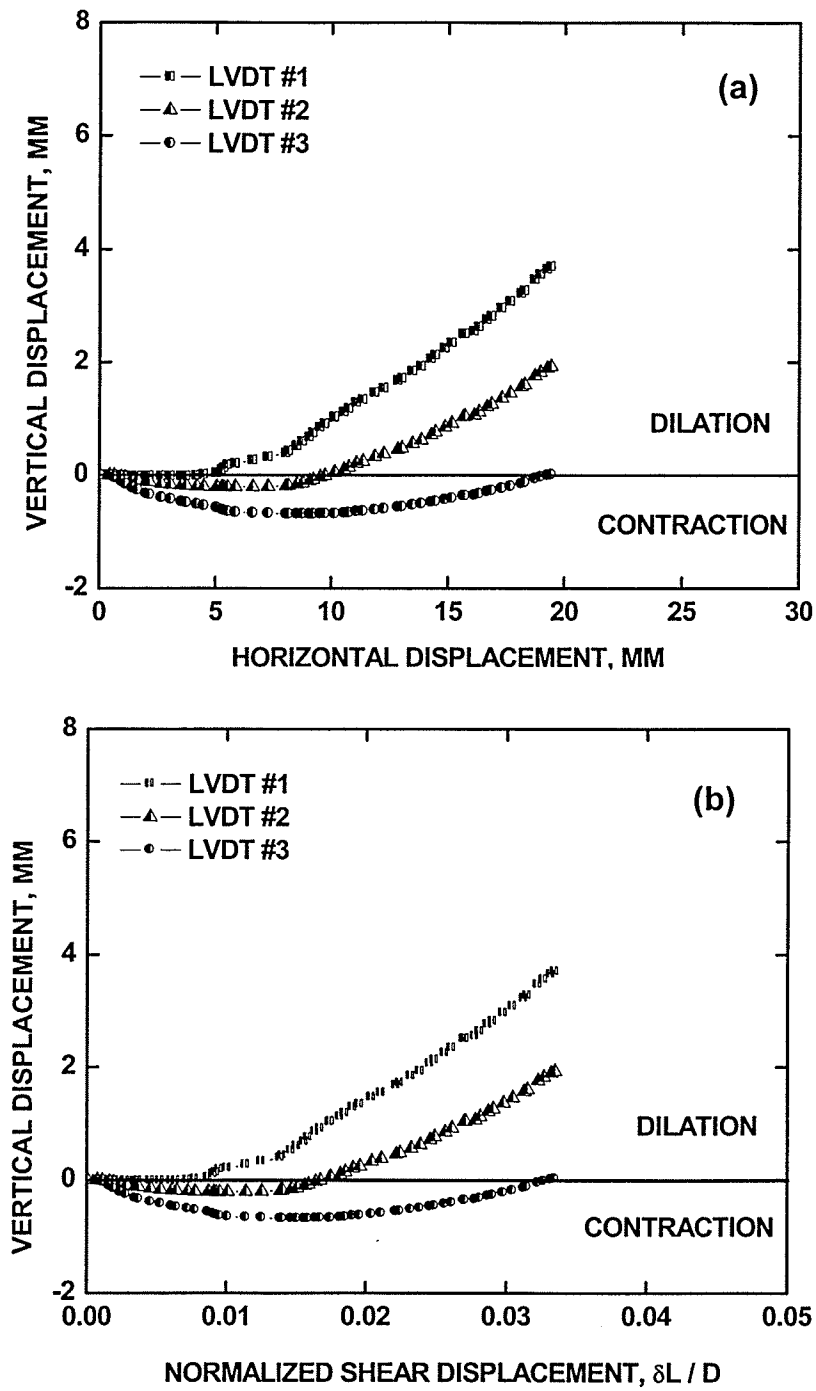 8
6
4
2
0
-2
VERTICAL DISPLACEMENT, MM
LVDT #1
LVDT #2
LVDT #3
(a)
DILATION
CONTRACTION
0 5 10 15 20 25 30
HORIZONTAL DISPLACEMENT, MM
8
6
4
2
0
-2
VERTICAL DISPLACEMENT, MM
LVDT #1
LVDT #2
LVDT #3
(b)
DILATION
CONTRACTION
0.00 0.01 0.02 0.03 0.04 0.05
NORMALIZED SHEAR DISPLACEMENT, δL / D